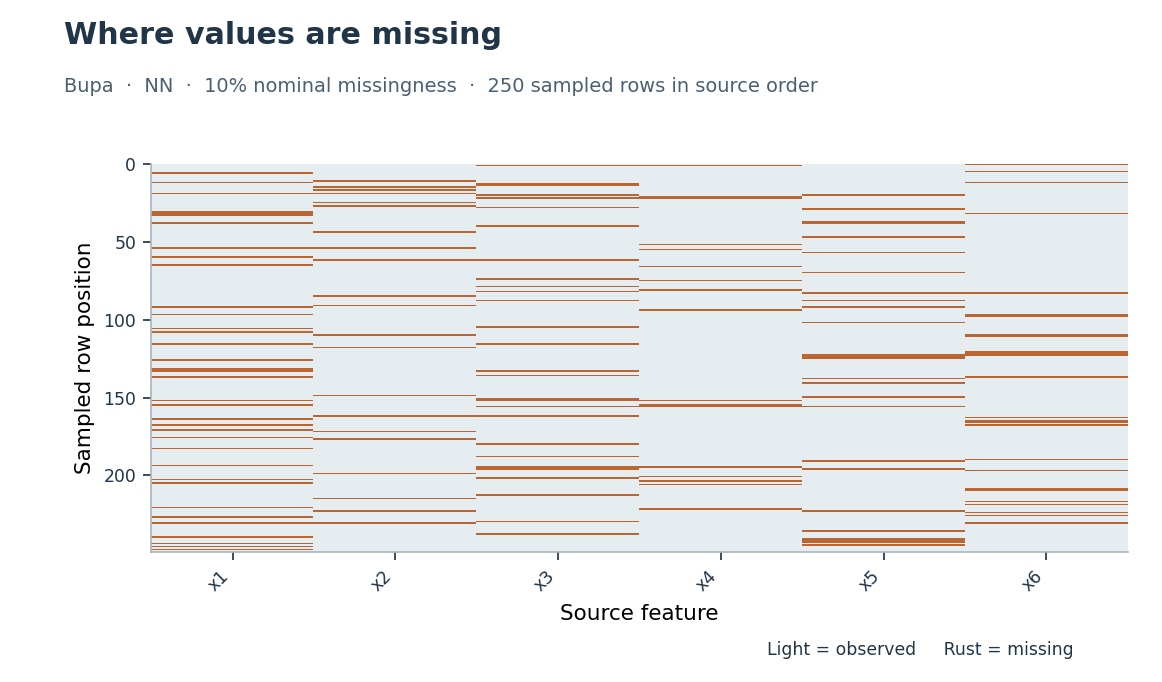 Where values are missing
Bupa · NN · 10% nominal missingness · 250 sampled rows in source order
0
50
100
150
200
Sampled row position
x1 x2 x3 x4 x5 x6
Source feature
Light = observed Rust = missing